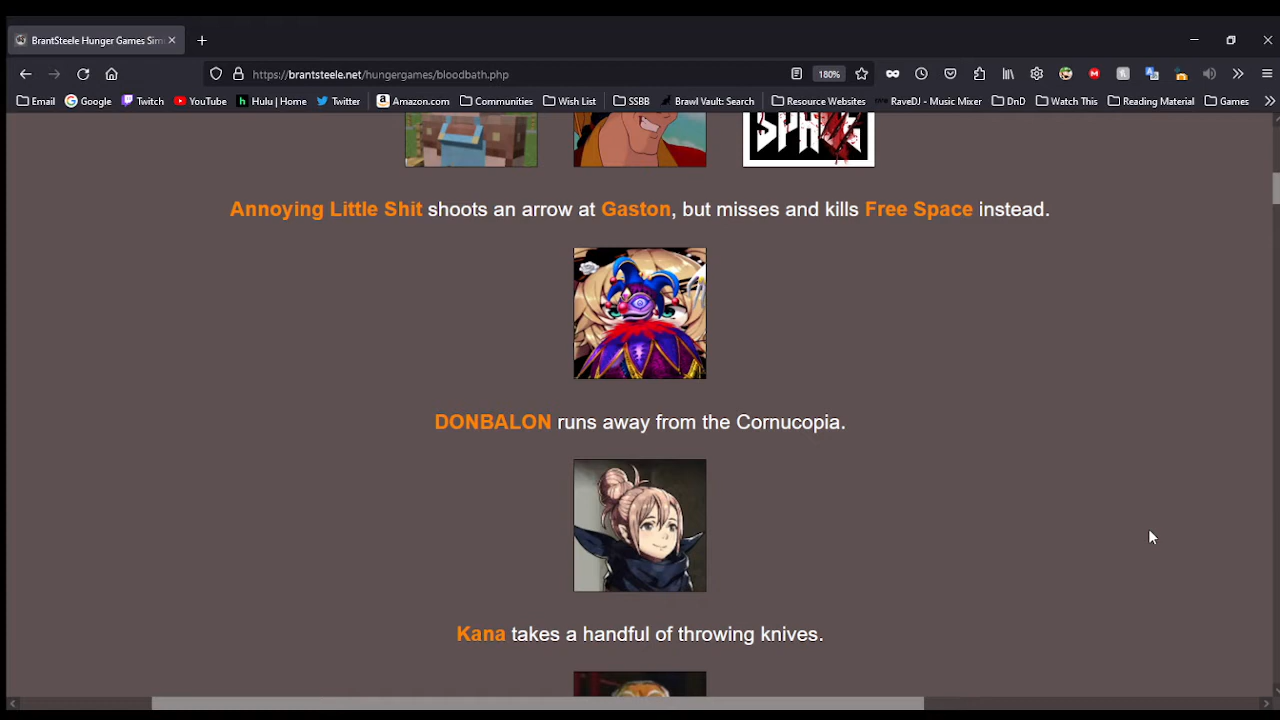 BrantSteele Hunger Games Sim
https://brantsteele.net/hungergames/bloodbath.php
180%
Email Google Twitch YouTube Hulu | Home Twitter Amazon.com Communities Wish List SSBB Brawl Vault: Search Resource Websites RaveDJ - Music Mixer DnD Watch This Reading Material Games
Annoying Little Shit shoots an arrow at Gaston, but misses and kills Free Space instead.
DONBALON runs away from the Cornucopia.
Kana takes a handful of throwing knives.